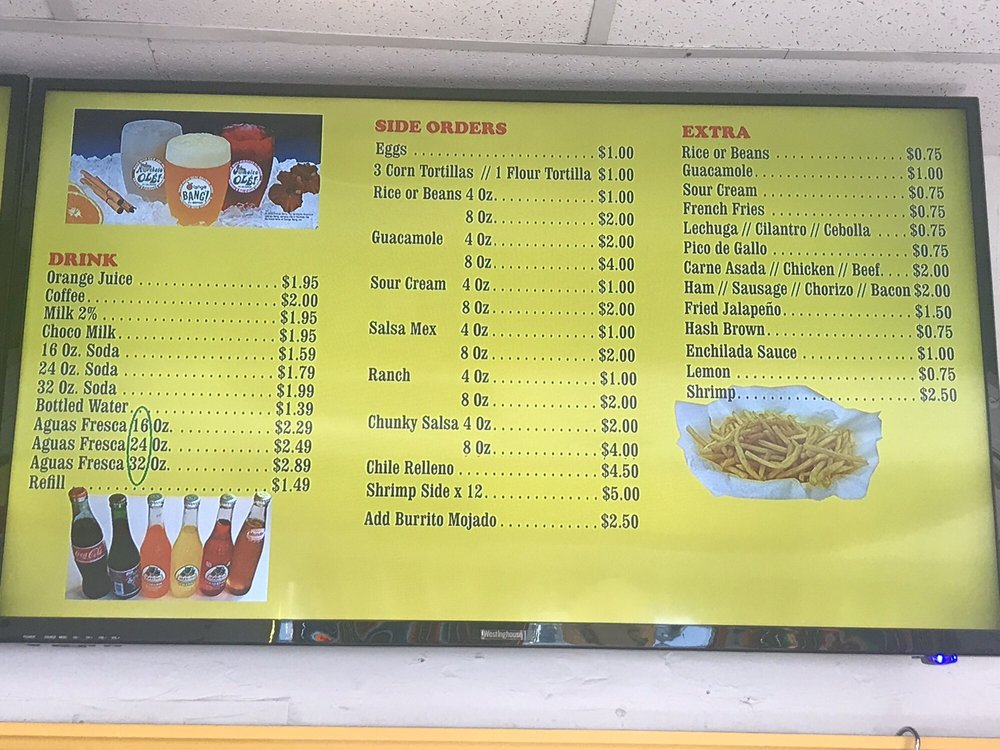 Olé!
Orange
BANG!
Jamaica
OLÉ!
DRINK
Orange Juice . . . . . . . . . . . . . . . . $1.95
Coffee . . . . . . . . . . . . . . . . $2.00
Milk 2% . . . . . . . . . . . . . . . . $1.95
Choco Milk . . . . . . . . . . . . . . . . $1.95
16 Oz. Soda . . . . . . . . . . . . . . . . $1.59
24 Oz. Soda . . . . . . . . . . . . . . . . $1.79
32 Oz. Soda . . . . . . . . . . . . . . . . $1.99
Bottled Water . . . . . . . . . . . . . . . . $1.39
Aguas Fresca 16 Oz. . . . . . . . . . . . $2.29
Aguas Fresca 24 Oz. . . . . . . . . . . . $2.49
Aguas Fresca 32 Oz. . . . . . . . . . . . $2.89
Refill . . . . . . . . . . . . . . . . $1.49
Coca-Cola
SIDE ORDERS
Eggs . . . . . . . . . . . . . . . . $1.00
3 Corn Tortillas // 1 Flour Tortilla $1.00
Rice or Beans 4 Oz. . . . . . . . . . . . $1.00
8 Oz. . . . . . . . . . . . $2.00
Guacamole 4 Oz. . . . . . . . . . . . $2.00
8 Oz. . . . . . . . . . . . $4.00
Sour Cream 4 Oz. . . . . . . . . . . . $1.00
8 Oz. . . . . . . . . . . . $2.00
Salsa Mex 4 Oz. . . . . . . . . . . . $1.00
8 Oz. . . . . . . . . . . . $2.00
Ranch 4 Oz. . . . . . . . . . . . $1.00
8 Oz. . . . . . . . . . . . $2.00
Chunky Salsa 4 Oz. . . . . . . . . . . . $2.00
8 Oz. . . . . . . . . . . . $4.00
Chile Relleno . . . . . . . . . . . . $4.50
Shrimp Side x 12. . . . . . . . . . . . $5.00
Add Burrito Mojado . . . . . . . . . . . . $2.50
EXTRA
Rice or Beans . . . . . . . . . . . . $0.75
Guacamole . . . . . . . . . . . . $1.00
Sour Cream . . . . . . . . . . . . $0.75
French Fries . . . . . . . . . . . . $0.75
Lechuga // Cilantro // Cebolla . . . . $0.75
Pico de Gallo . . . . . . . . . . . . $0.75
Carne Asada // Chicken // Beef. . . . $2.00
Ham // Sausage // Chorizo // Bacon $2.00
Fried Jalapeño . . . . . . . . . . . . $1.50
Hash Brown . . . . . . . . . . . . $0.75
Enchilada Sauce . . . . . . . . . . . . $1.00
Lemon . . . . . . . . . . . . $0.75
Shrimp . . . . . . . . . . . . $2.50
Westinghouse